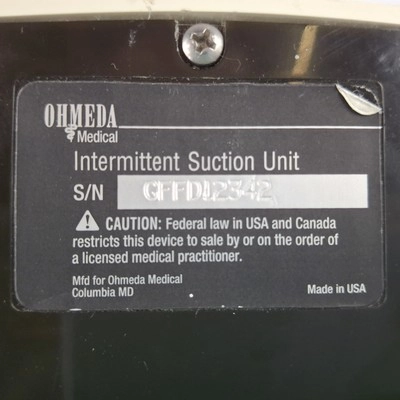 OHMEDA
Medical
Intermittent Suction Unit
S/N GFFD12342
⚠ CAUTION: Federal law in USA and Canada
restricts this device to sale by or on the order of
a licensed medical practitioner.
Mfd for Ohmeda Medical
Columbia MD
Made in USA